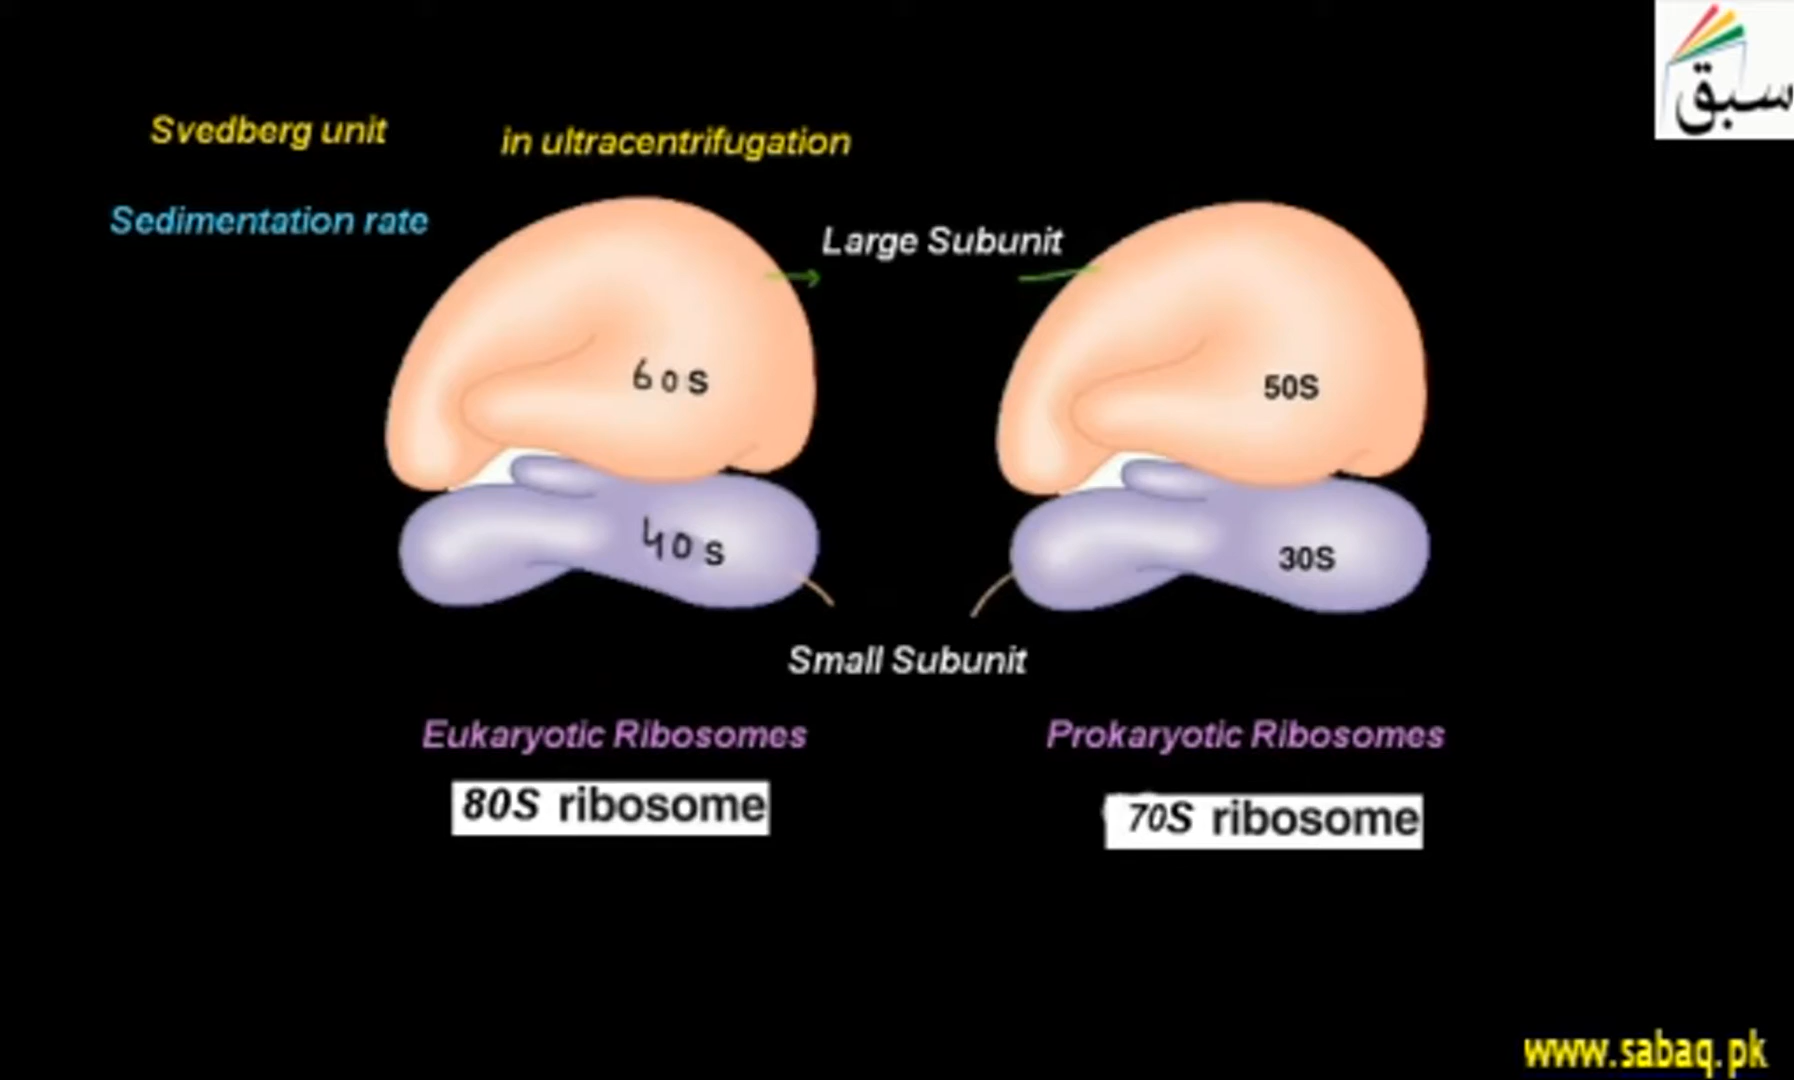 سبق
Svedberg unit
in ultracentrifugation
Sedimentation rate
Large Subunit
60S
50S
40S
30S
Small Subunit
Eukaryotic Ribosomes
Prokaryotic Ribosomes
80S ribosome
70S ribosome
www.sabaq.pk